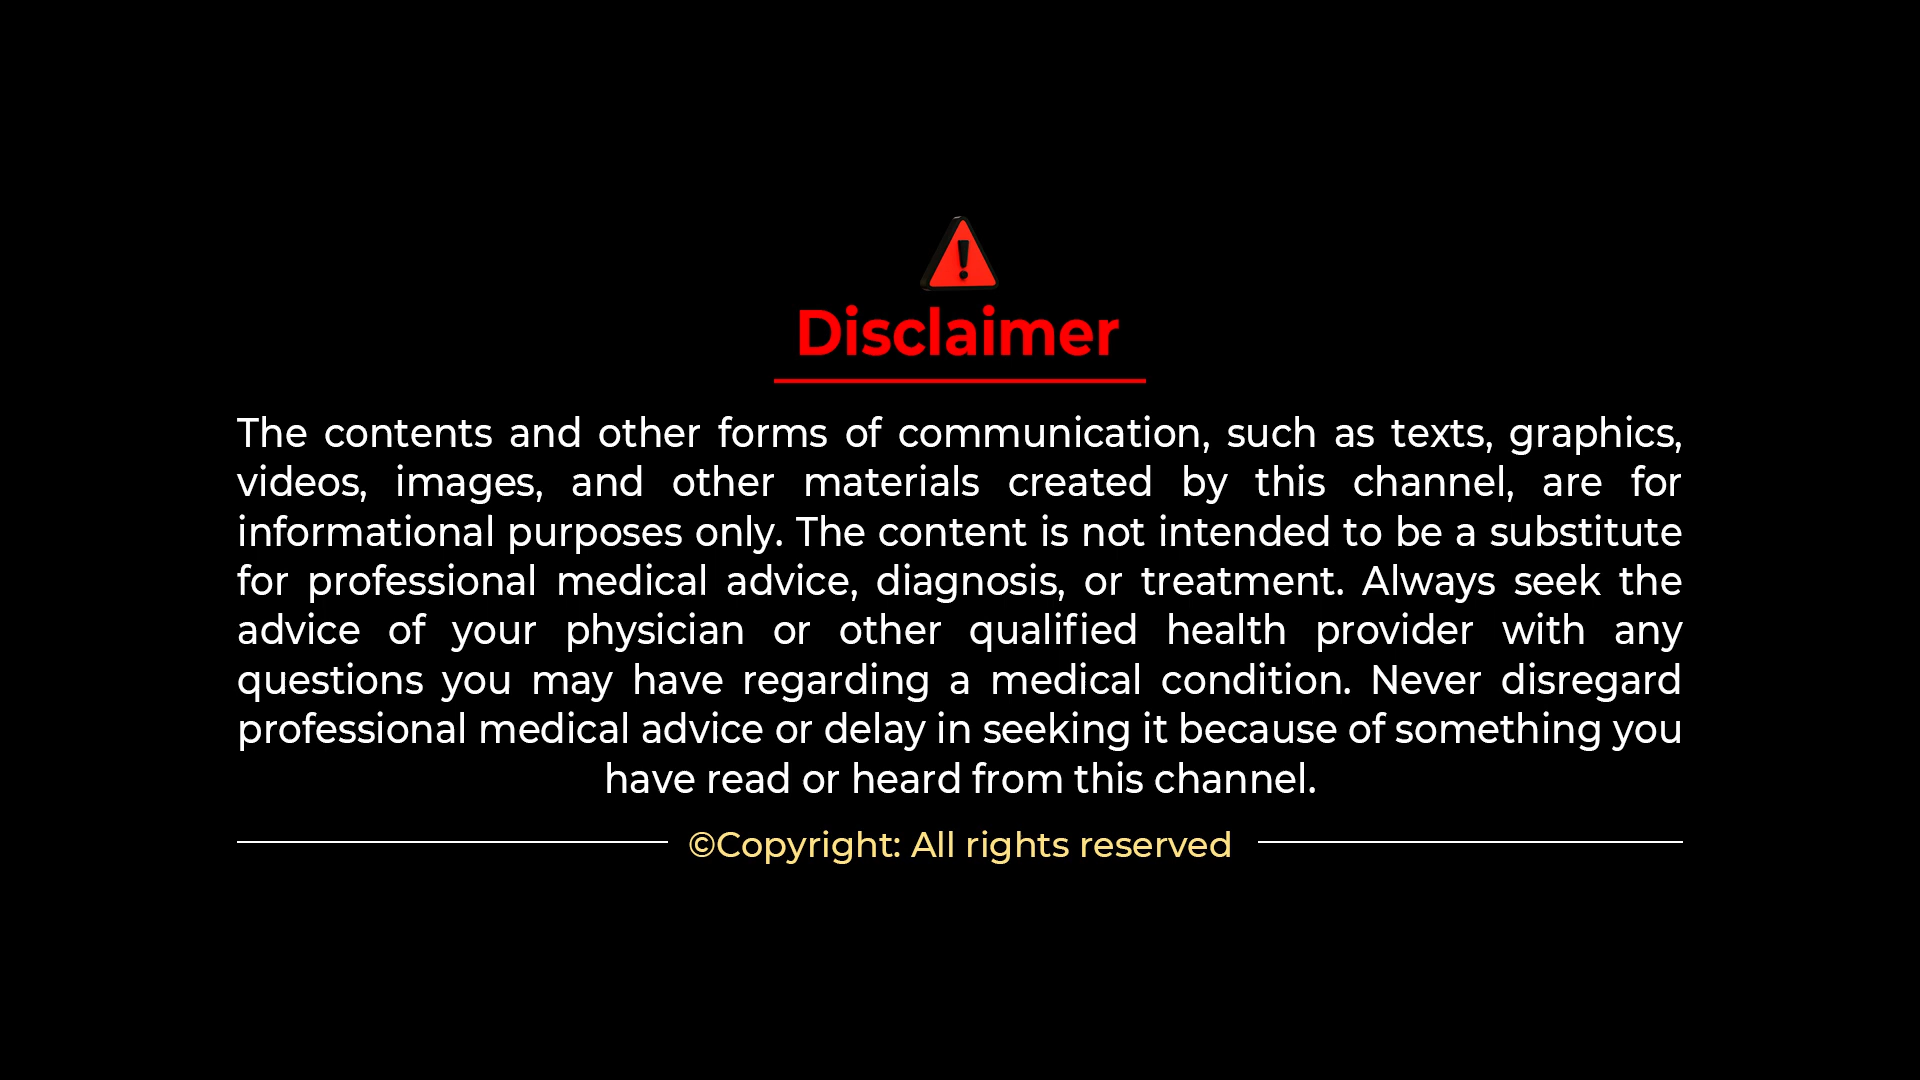 Disclaimer
The contents and other forms of communication, such as texts, graphics,
videos, images, and other materials created by this channel, are for
informational purposes only. The content is not intended to be a substitute
for professional medical advice, diagnosis, or treatment. Always seek the
advice of your physician or other qualified health provider with any
questions you may have regarding a medical condition. Never disregard
professional medical advice or delay in seeking it because of something you
have read or heard from this channel.
©Copyright: All rights reserved